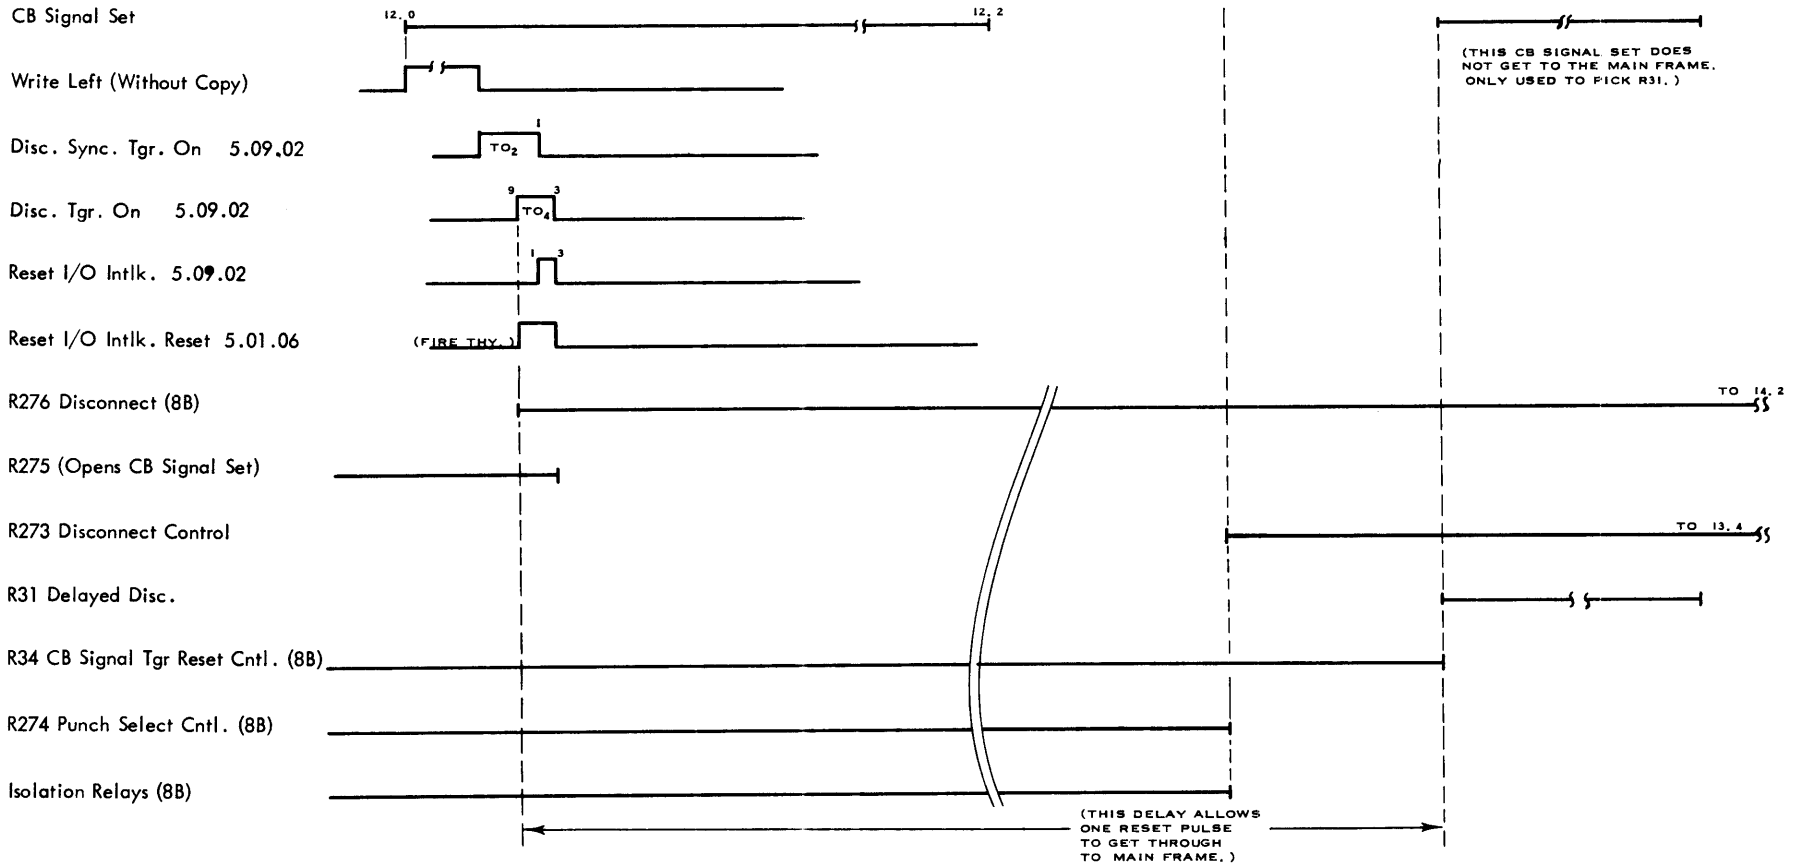 CB Signal Set
12.0
12.2
(THIS CB SIGNAL SET DOES
NOT GET TO THE MAIN FRAME.
ONLY USED TO PICK R31.)
Write Left (Without Copy)
Disc. Sync. Tgr. On 5.09.02
TO2
1
Disc. Tgr. On 5.09.02
9
TO4
3
Reset I/O Intlk. 5.09.02
1
3
Reset I/O Intlk. Reset 5.01.06
(FIRE THY.)
R276 Disconnect (8B)
TO 14.2
R275 (Opens CB Signal Set)
R273 Disconnect Control
TO 13.4
R31 Delayed Disc.
R34 CB Signal Tgr Reset Cntl. (8B)
R274 Punch Select Cntl. (8B)
Isolation Relays (8B)
(THIS DELAY ALLOWS
ONE RESET PULSE
TO GET THROUGH
TO MAIN FRAME.)